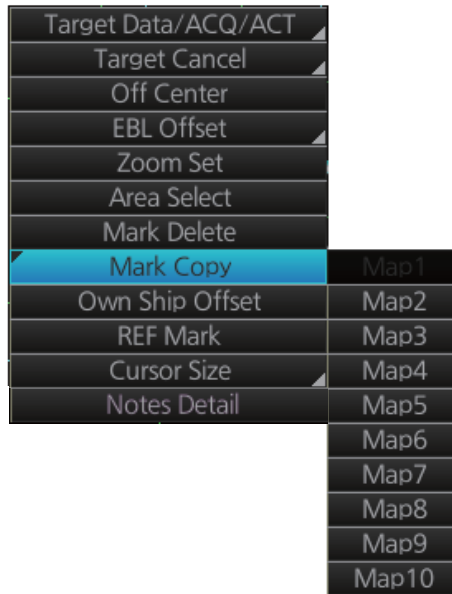 Target Data/ACQ/ACT
Target Cancel
Off Center
EBL Offset
Zoom Set
Area Select
Mark Delete
Mark Copy
Own Ship Offset
REF Mark
Cursor Size
Notes Detail
Map1
Map2
Map3
Map4
Map5
Map6
Map7
Map8
Map9
Map10